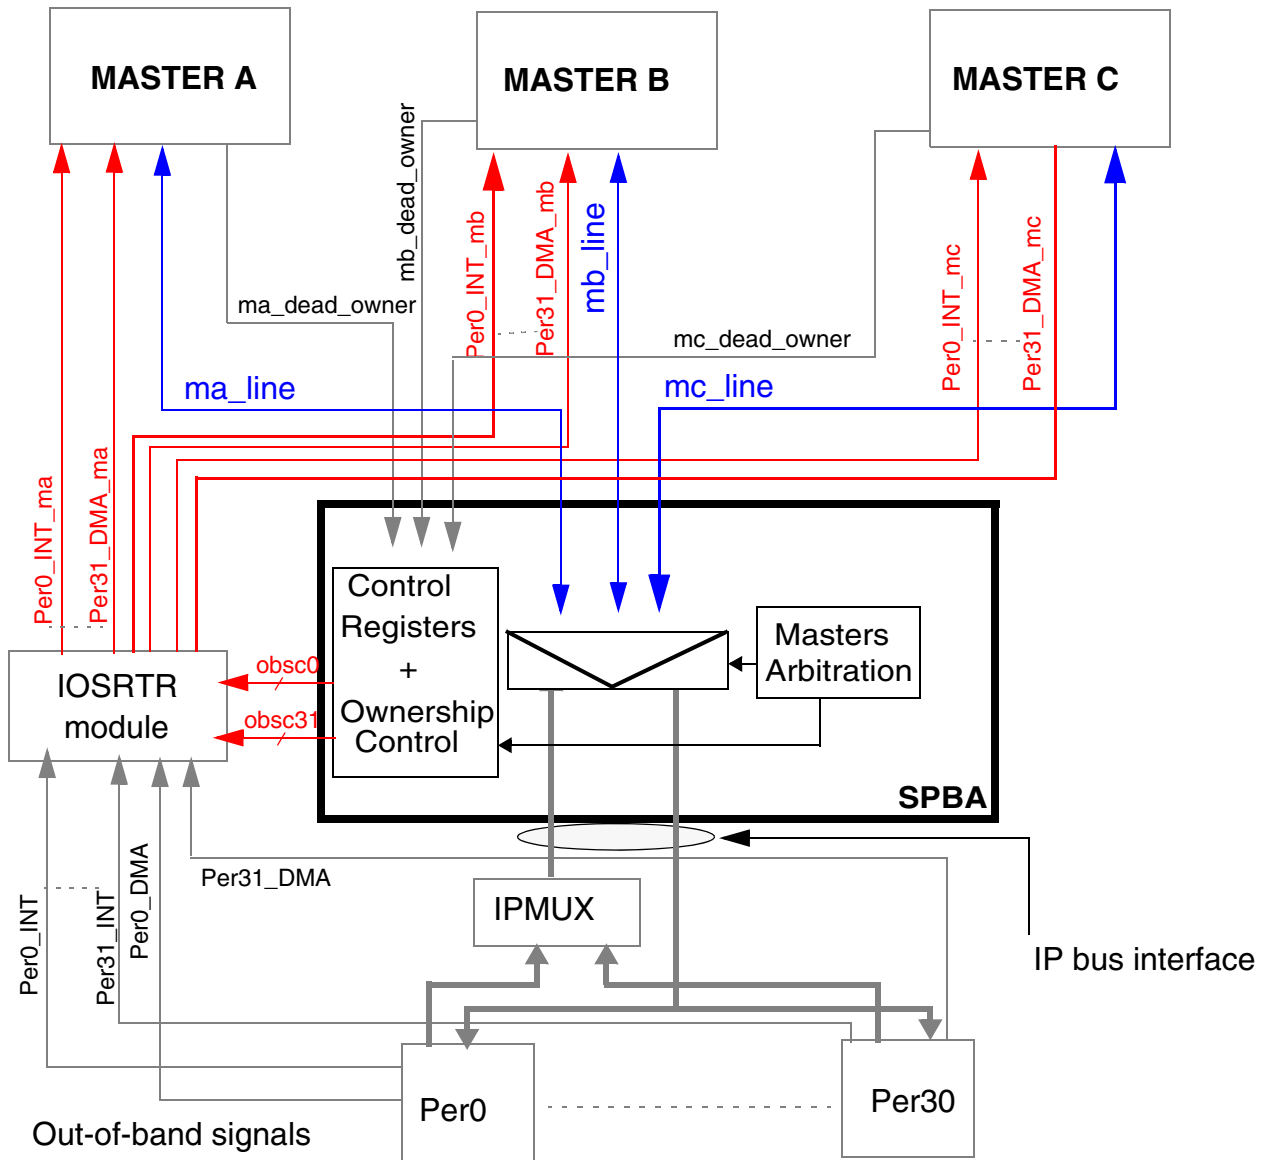 MASTER A
MASTER B
MASTER C
mb_dead_owner
Per0_INT_mb
Per31_DMA_mb
mb_line
Per0_INT_mc
Per31_DMA_mc
ma_dead_owner
mc_dead_owner
ma_line
mc_line
Per0_INT_ma
Per31_DMA_ma
Control
Registers
+
Ownership
Control
Masters
Arbitration
IOSRTR
module
obsc0
obsc31
SPBA
Per31_DMA
Per0_INT
Per31_INT
Per0_DMA
IPMUX
IP bus interface
Per0
Per30
Out-of-band signals